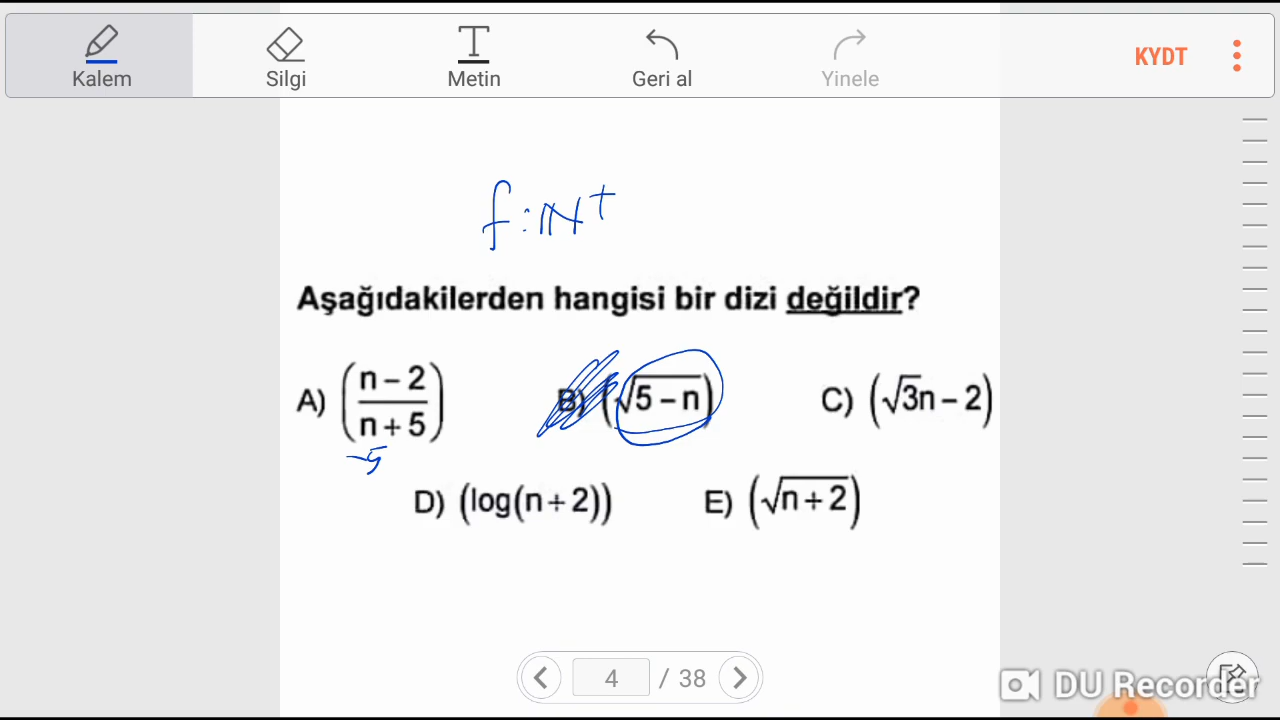 Kalem Silgi Metin Geri al Yinele KYDT
f: ℕ⁺
Aşağıdakilerden hangisi bir dizi değildir?
A) ((n – 2)/(n + 5)) B) (√(5 – n)) C) (√3n – 2)
–5
D) (log(n + 2)) E) (√(n + 2))
4 / 38
DU Recorder